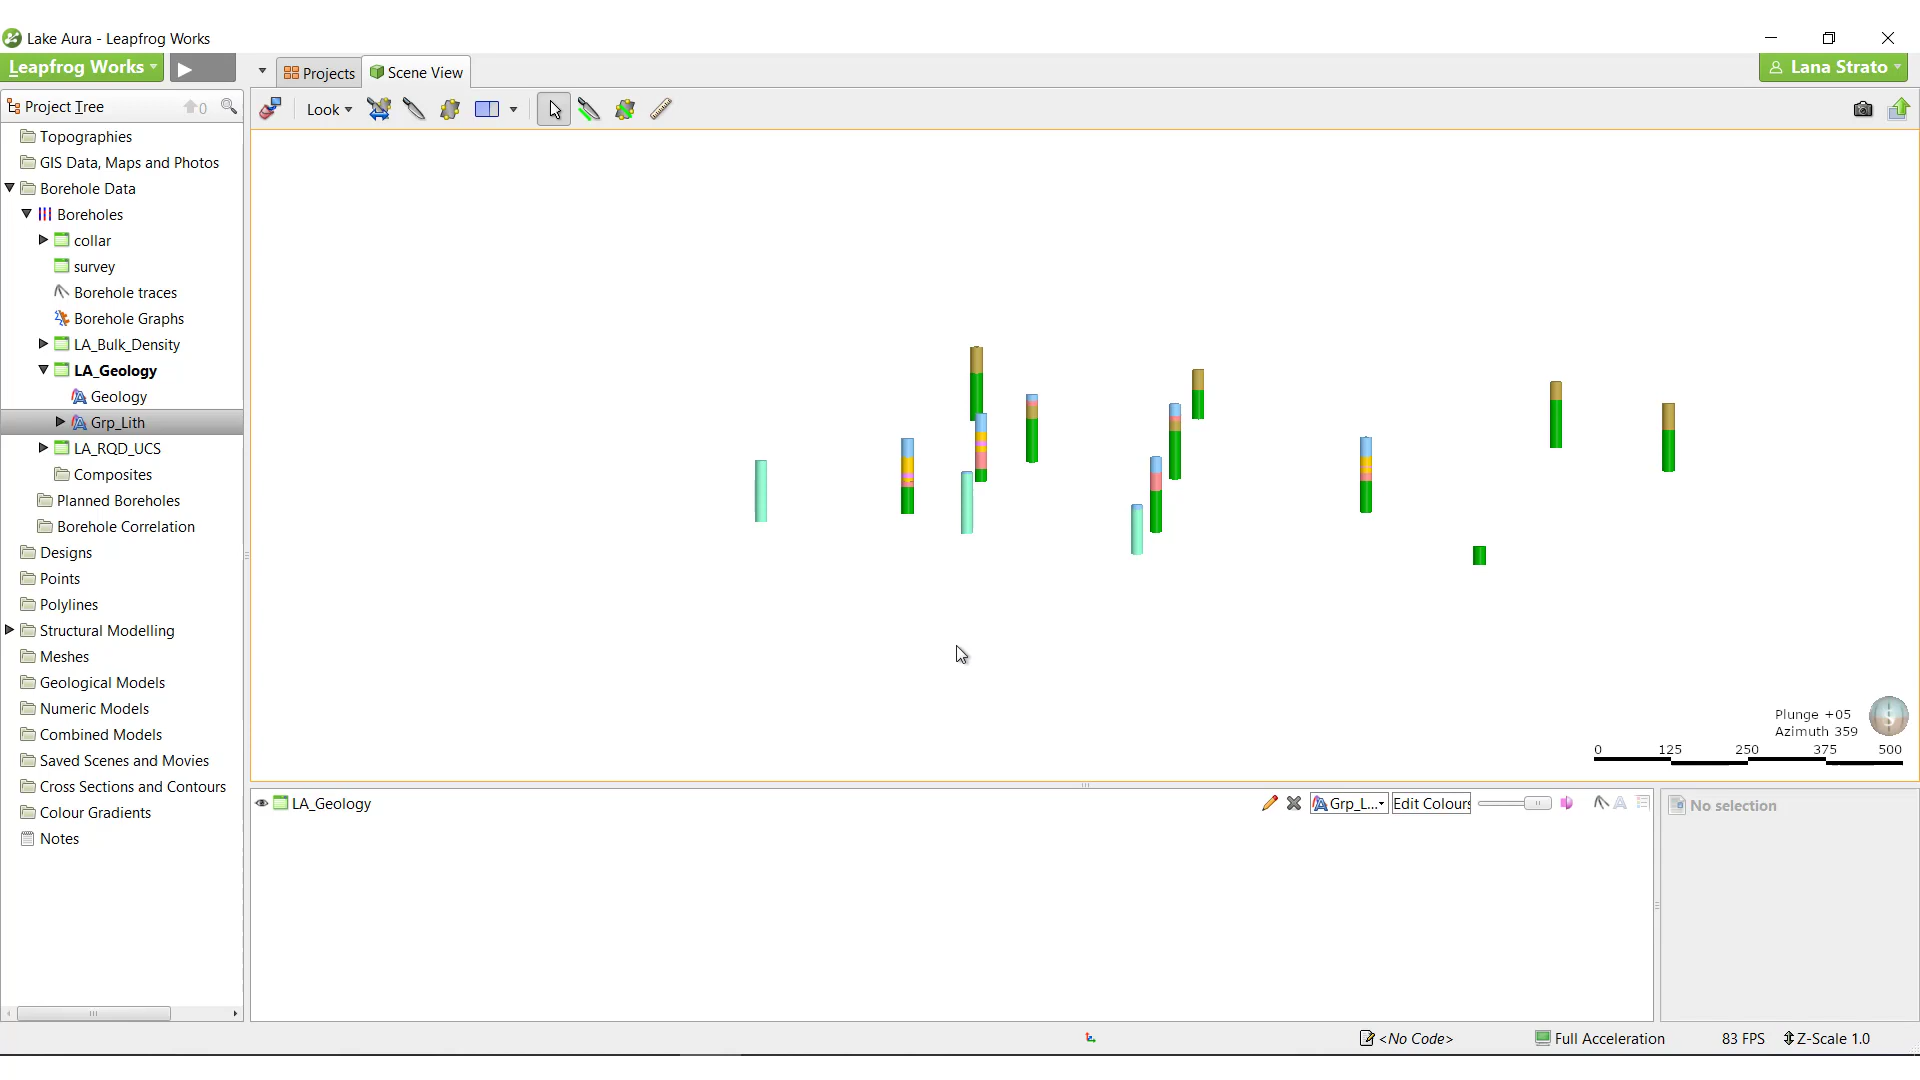 Lake Aura - Leapfrog Works
Leapfrog Works
Projects
Scene View
Lana Strato
Project Tree
0
Look
Topographies
GIS Data, Maps and Photos
Borehole Data
Boreholes
collar
survey
Borehole traces
Borehole Graphs
LA_Bulk_Density
LA_Geology
Geology
Grp_Lith
LA_RQD_UCS
Composites
Planned Boreholes
Borehole Correlation
Designs
Points
Polylines
Structural Modelling
Meshes
Geological Models
Numeric Models
Combined Models
Saved Scenes and Movies
Cross Sections and Contours
Colour Gradients
Notes
Plunge +05
Azimuth 359
0 125 250 375 500
LA_Geology
Grp_L...
Edit Colours
No selection
<No Code>
Full Acceleration
83 FPS
Z-Scale 1.0